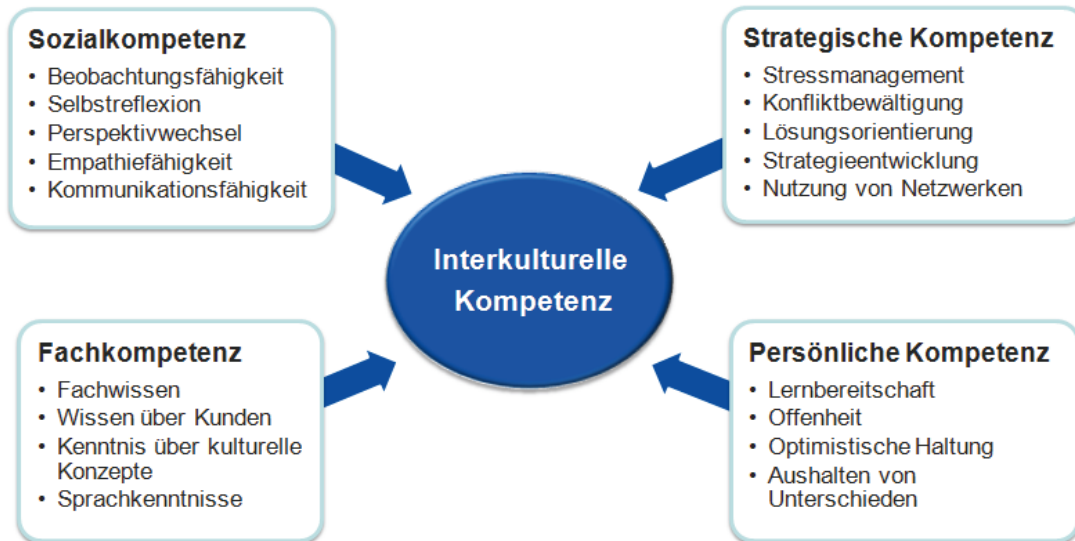 Sozialkompetenz
• Beobachtungsfähigkeit
• Selbstreflexion
• Perspektivwechsel
• Empathiefähigkeit
• Kommunikationsfähigkeit
Strategische Kompetenz
• Stressmanagement
• Konfliktbewältigung
• Lösungsorientierung
• Strategieentwicklung
• Nutzung von Netzwerken
Interkulturelle
Kompetenz
Fachkompetenz
• Fachwissen
• Wissen über Kunden
• Kenntnis über kulturelle
Konzepte
• Sprachkenntnisse
Persönliche Kompetenz
• Lernbereitschaft
• Offenheit
• Optimistische Haltung
• Aushalten von
Unterschieden